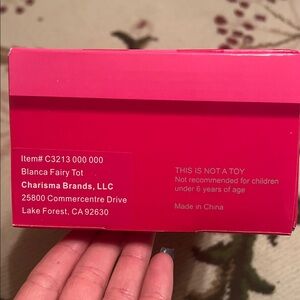 Item# C3213 000 000
Blanca Fairy Tot
Charisma Brands, LLC
25800 Commercentre Drive
Lake Forest, CA 92630
THIS IS NOT A TOY
Not recommended for children
under 6 years of age
Made in China